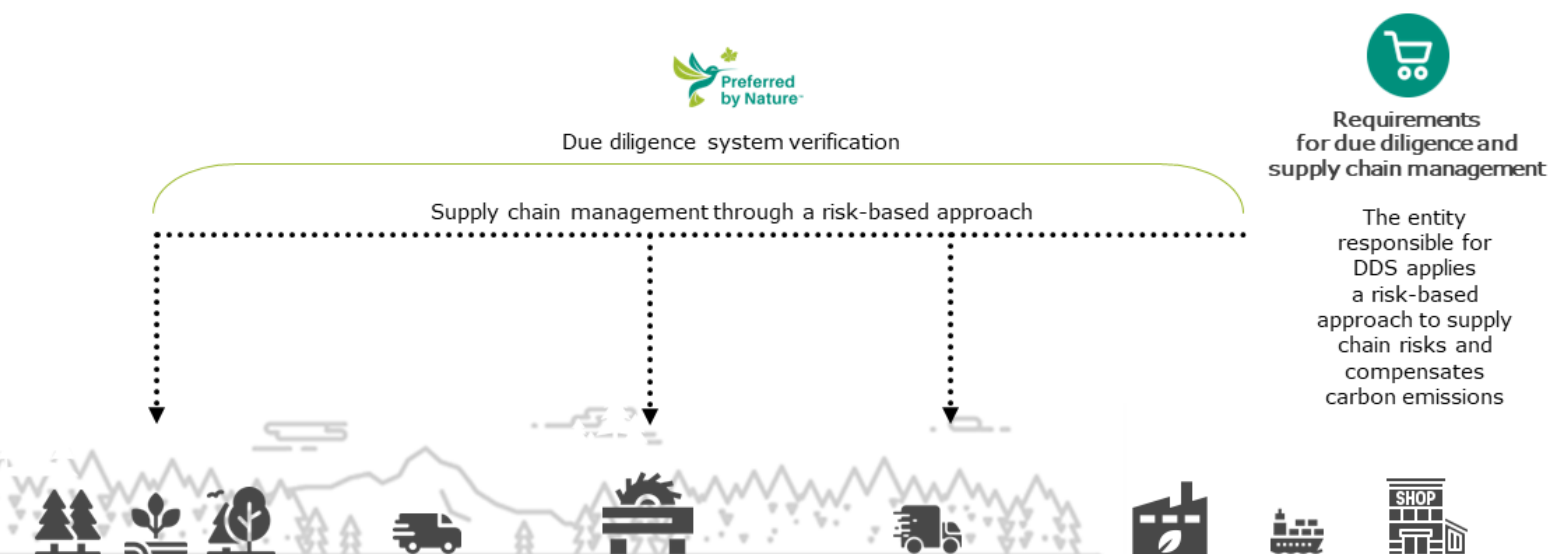 Preferred
by Nature™
Due diligence system verification
Supply chain management through a risk-based approach
Requirements
for due diligence and
supply chain management
The entity
responsible for
DDS applies
a risk-based
approach to supply
chain risks and
compensates
carbon emissions
SHOP